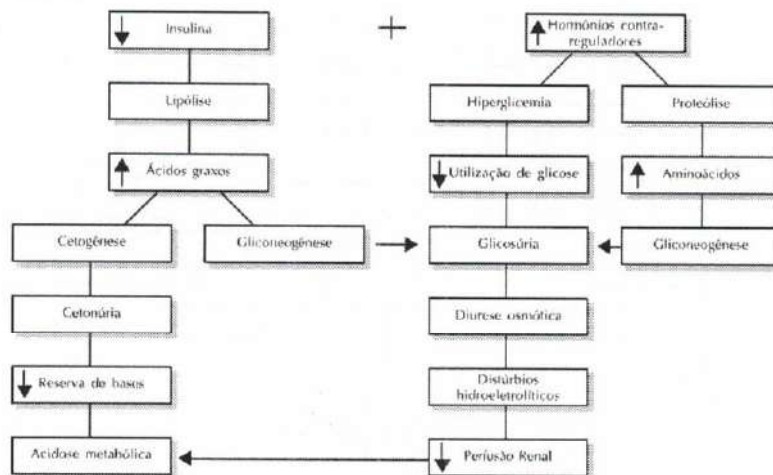 Insulina
+
Hormônios contra-
reguladores
Lipólise
Hiperglicemia
Proteólise
Ácidos graxos
Utilização de glicose
Aminoácidos
Cetogênese
Gliconeogênese
Glicosúria
Gliconeogênese
Cetonúria
Diurese osmótica
Reserva de bases
Distúrbios
hidroeletrolíticos
Acidose metabólica
Perfusão Renal